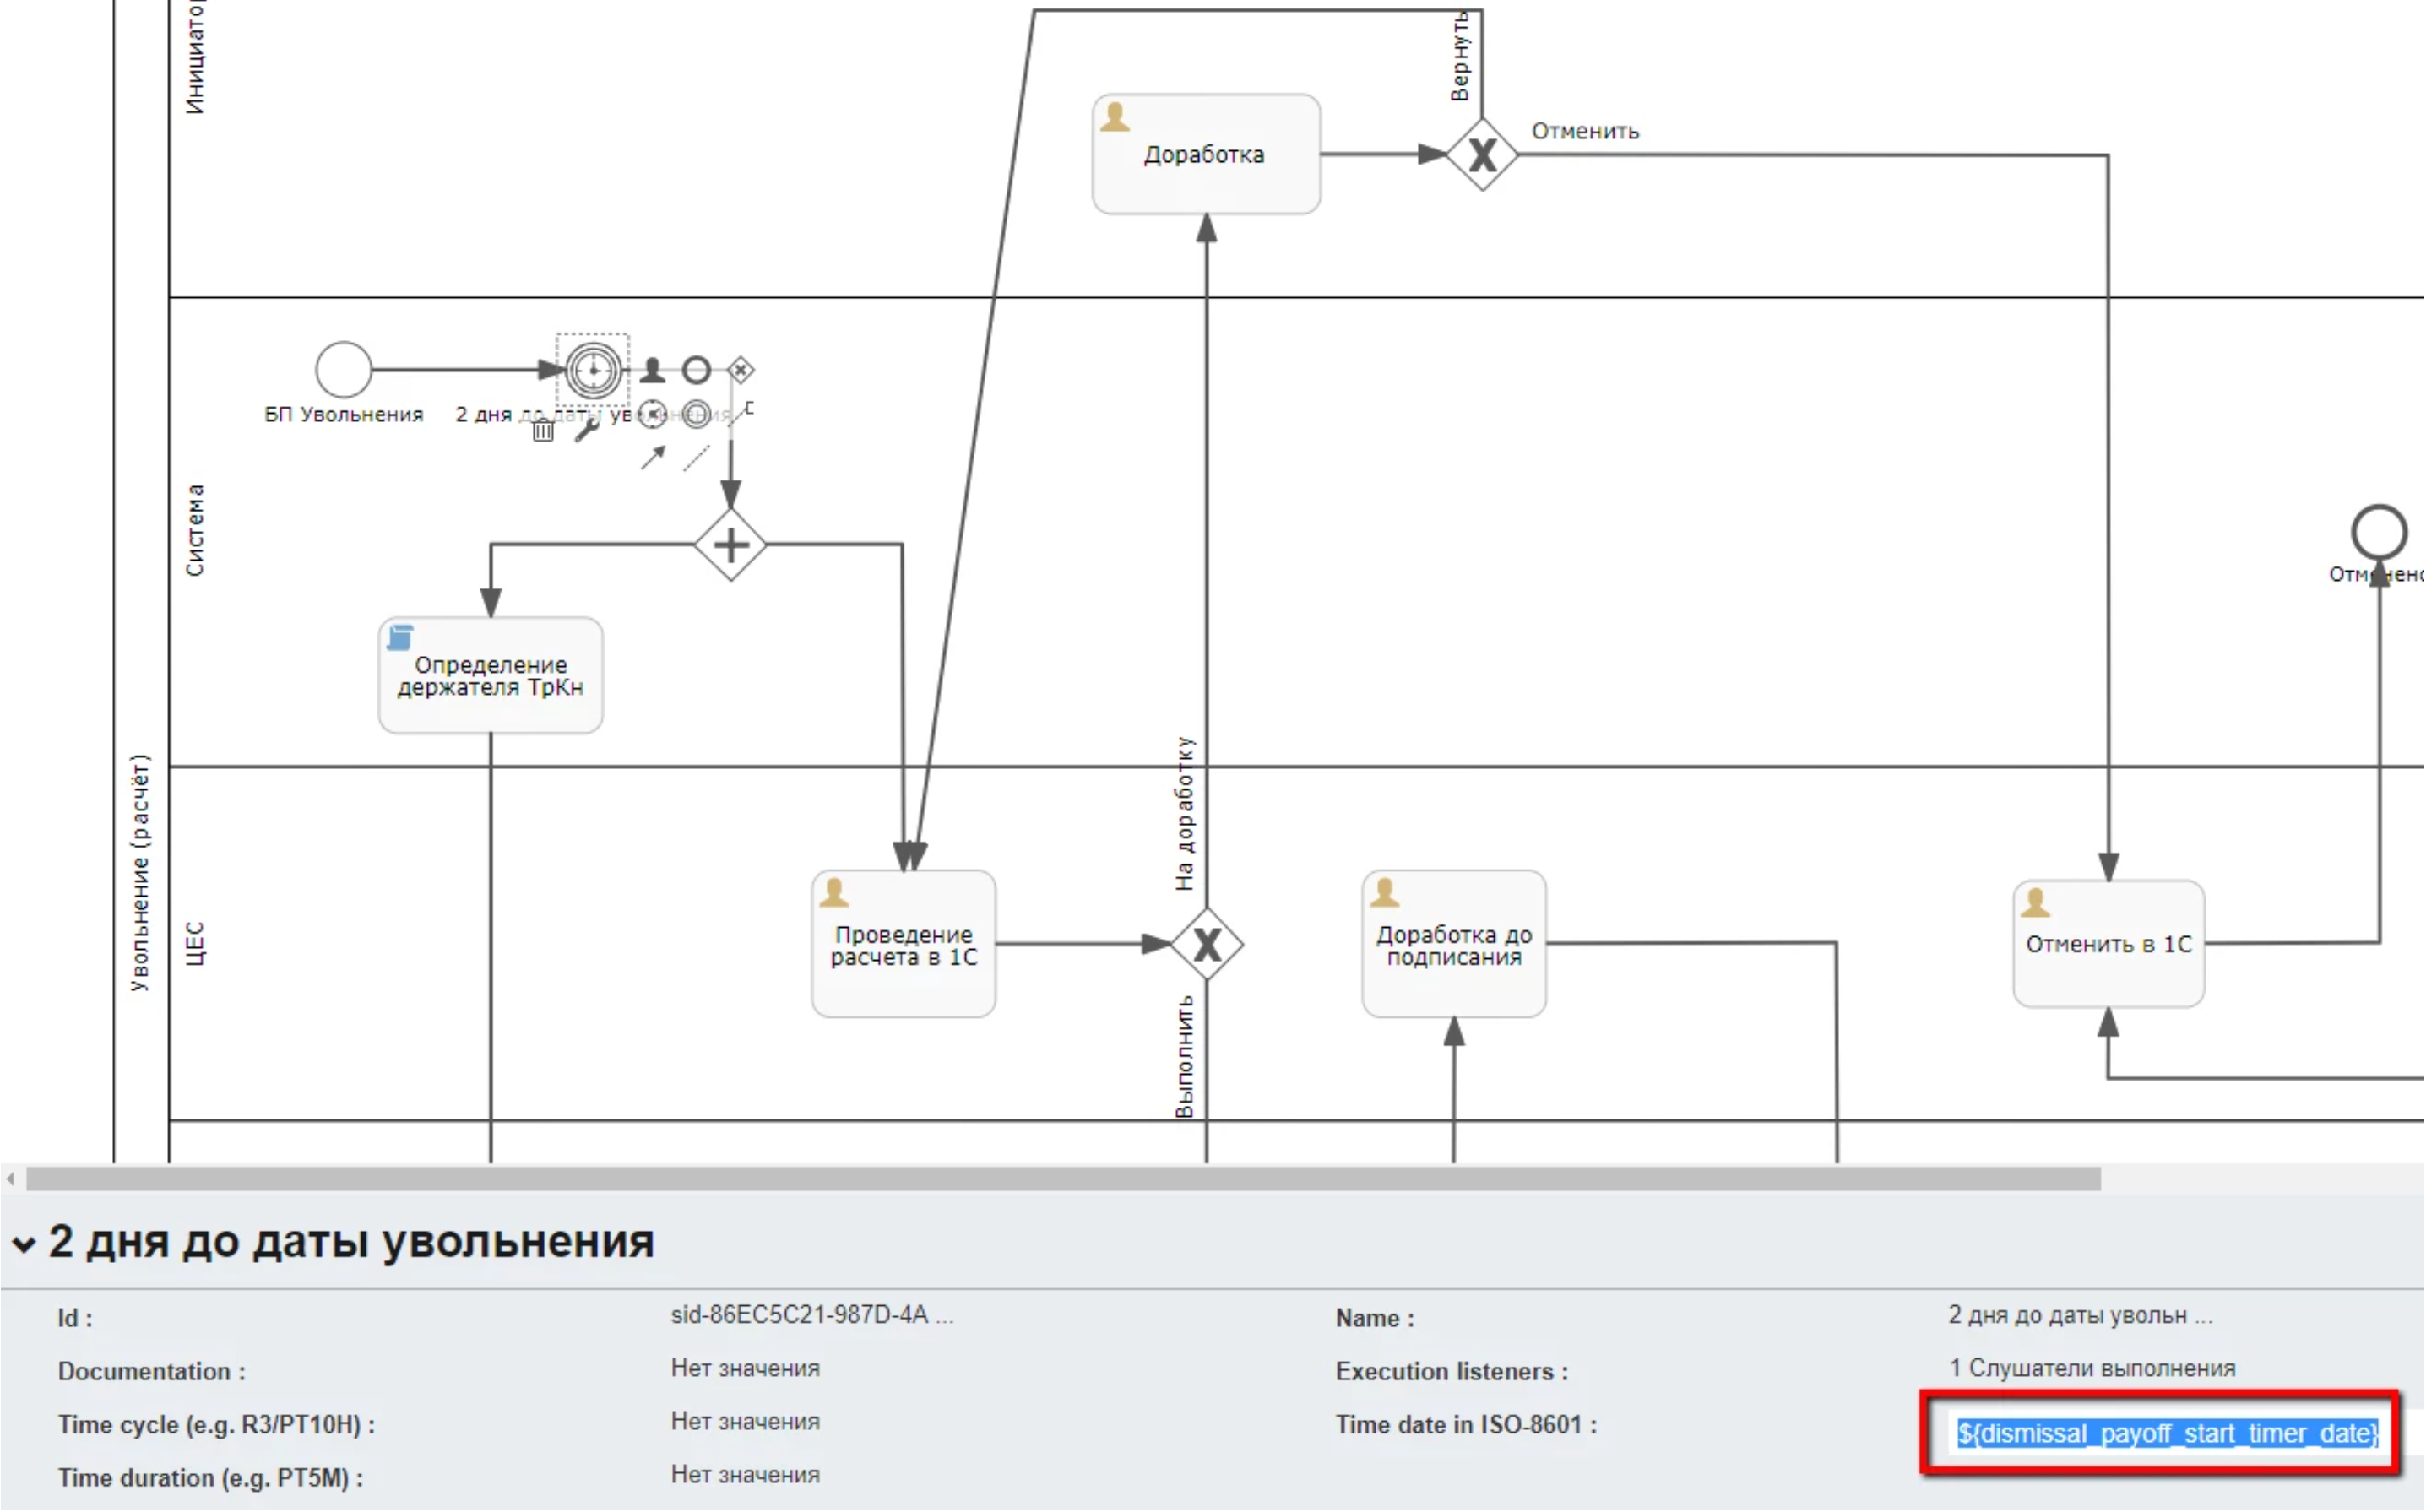 Инициатор
Вернуть
Отменить
Доработка
БП Увольнения
2 дня до даты увольнения
Система
Отменено
Определение
держателя ТрКн
увольнение (расчёт)
На доработку
ЦЕС
Проведение
расчета в 1С
Доработка до
подписания
Отменить в 1С
Выполнить
2 дня до даты увольнения
Id :
sid-86EC5C21-987D-4A ...
Name :
2 дня до даты увольн ...
Documentation :
Нет значения
Execution listeners :
1 Слушатели выполнения
Time cycle (e.g. R3/PT10H) :
Нет значения
Time date in ISO-8601 :
${dismissal_payoff_start_timer_date}
Time duration (e.g. PT5M) :
Нет значения